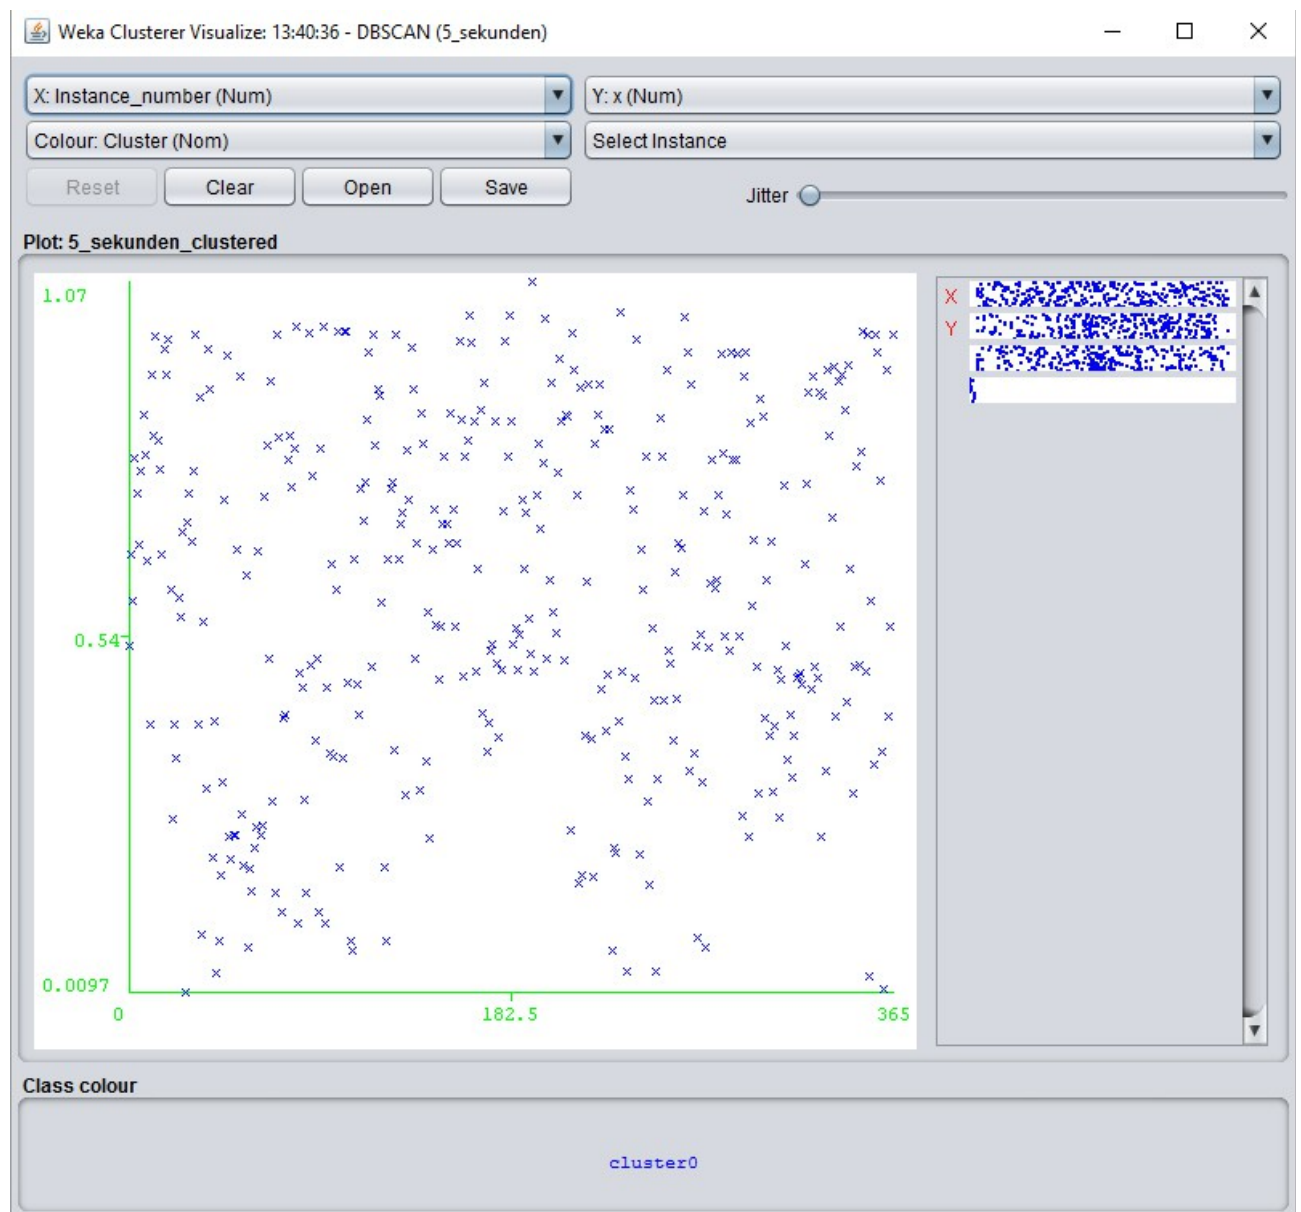 Weka Clusterer Visualize: 13:40:36 - DBSCAN (5_sekunden)
X: Instance_number (Num)
Y: x (Num)
Colour: Cluster (Nom)
Select Instance
Reset
Clear
Open
Save
Jitter
Plot: 5_sekunden_clustered
1.07
0.54
0.0097
0
182.5
365
X
Y
Class colour
cluster0